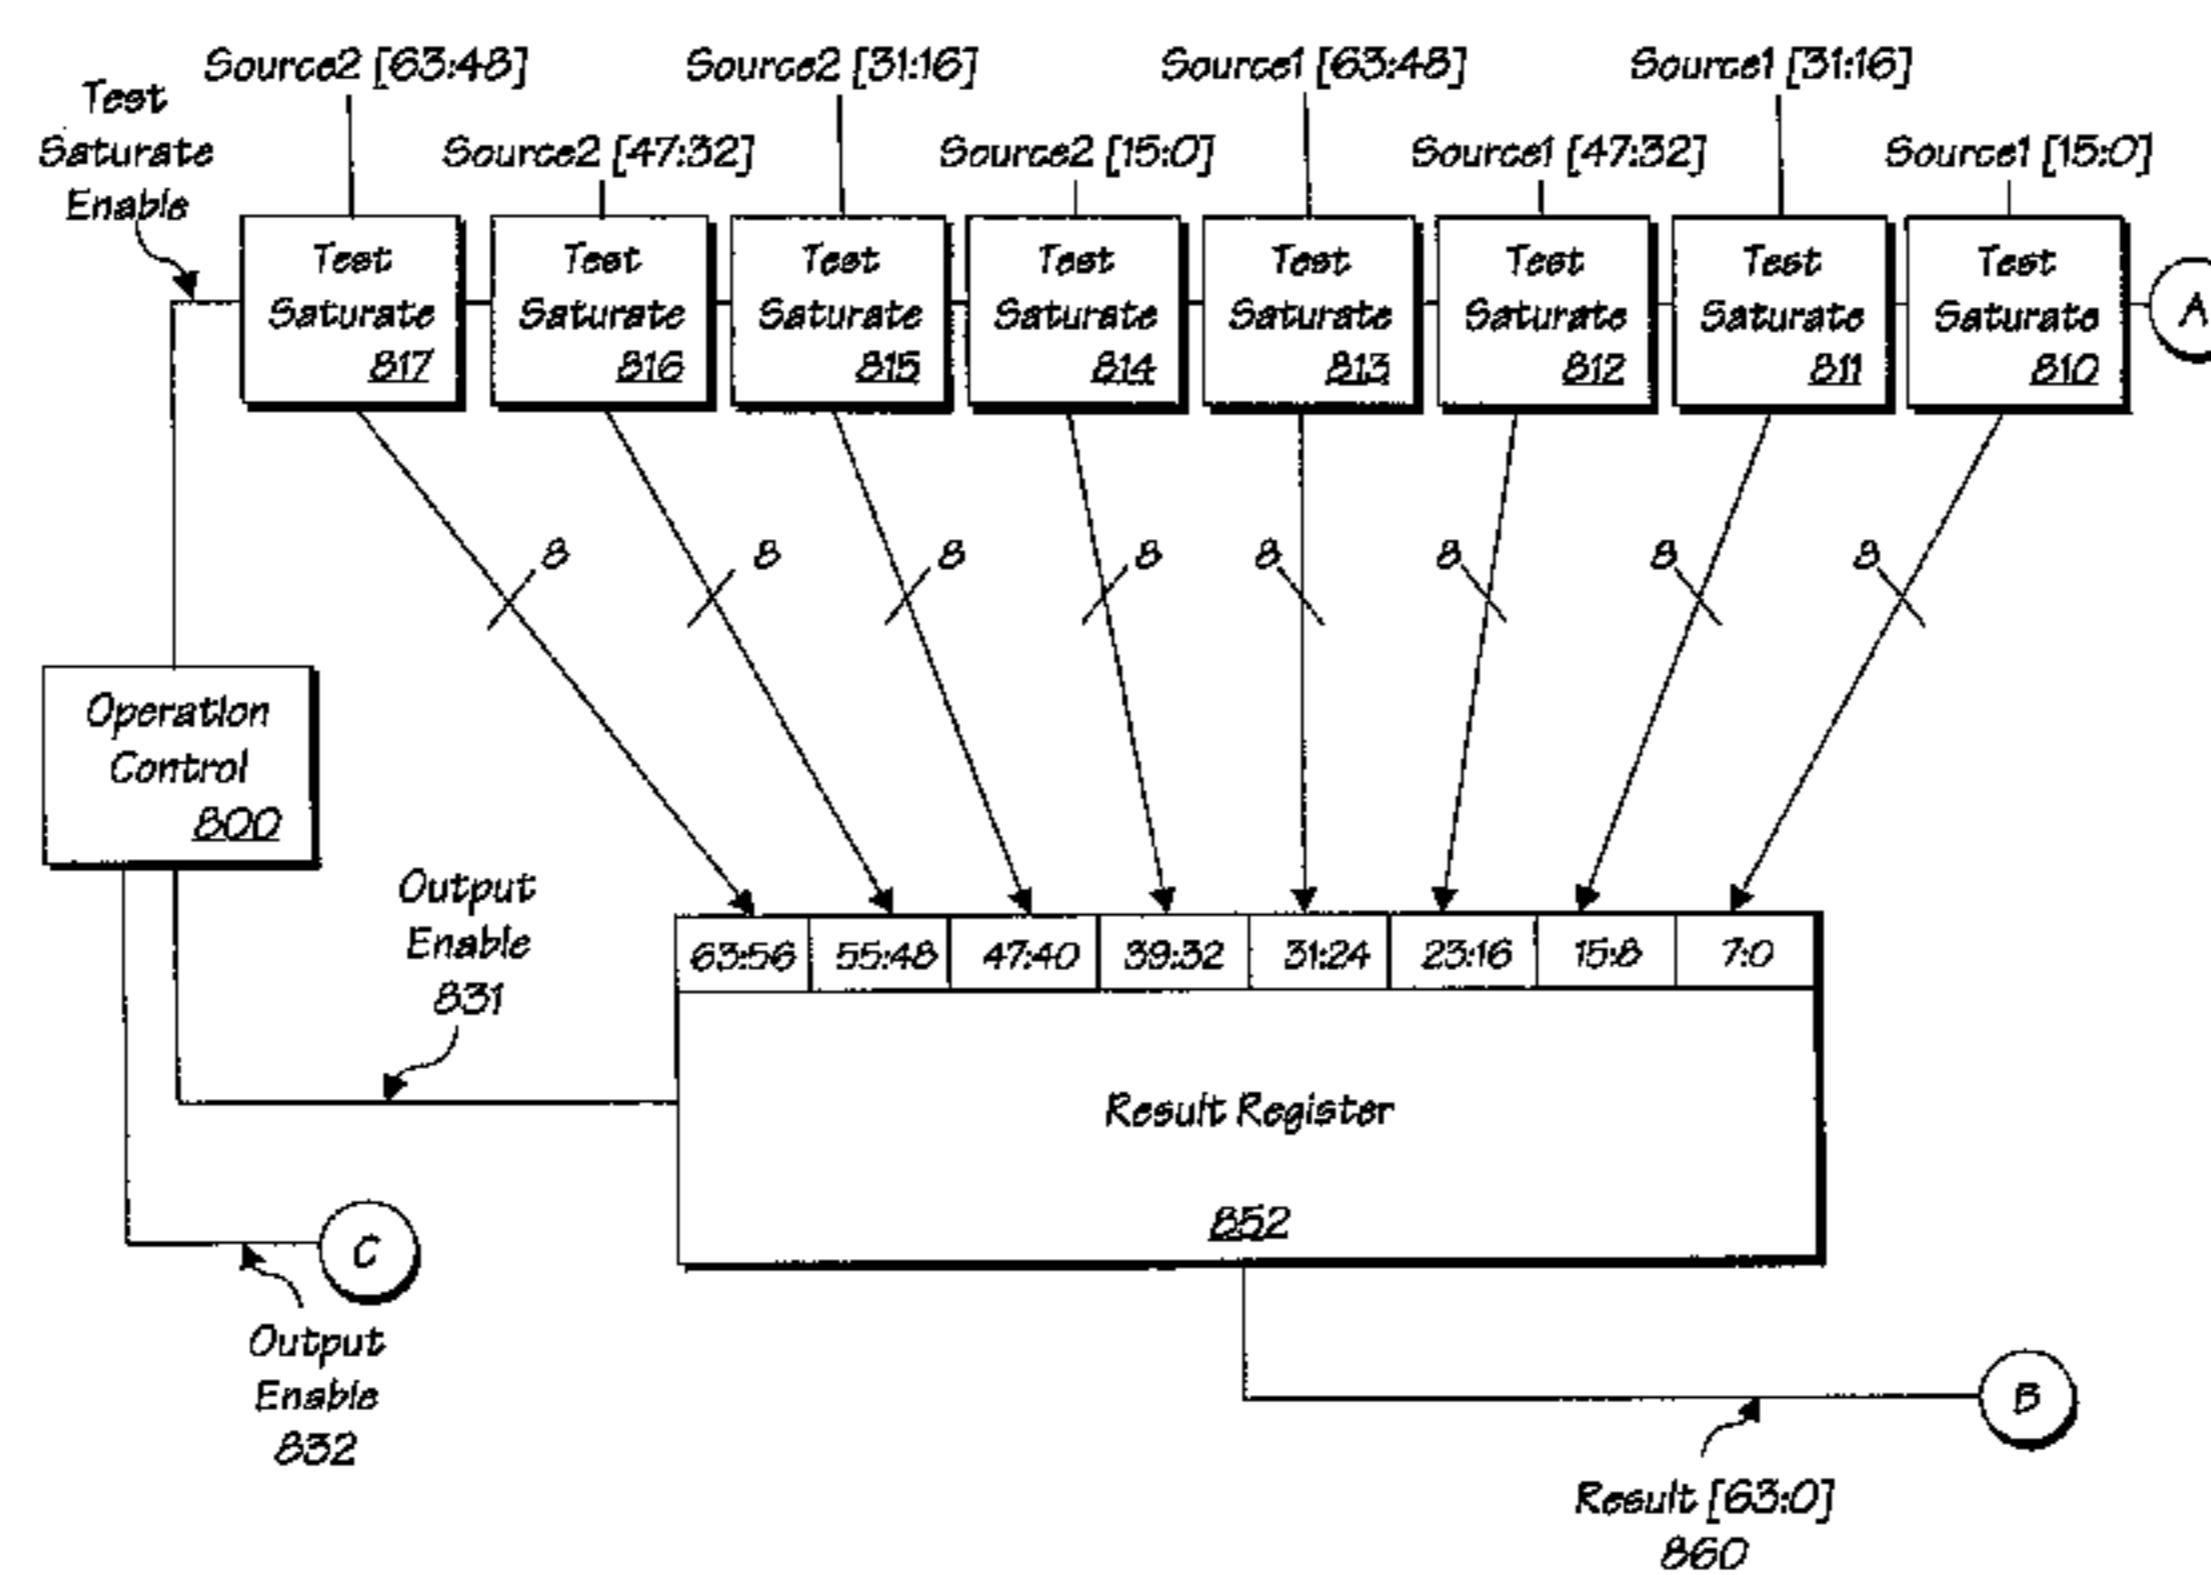 Source2 [63:48]
Source2 [31:16]
Source1 [63:48]
Source1 [31:16]
Test
Saturate
Enable
Source2 [47:32]
Source2 [15:0]
Source1 [47:32]
Source1 [15:0]
Test
Saturate
817
Test
Saturate
816
Test
Saturate
815
Test
Saturate
814
Test
Saturate
813
Test
Saturate
812
Test
Saturate
811
Test
Saturate
810
A
8
8
8
8
8
8
8
8
Operation
Control
800
Output
Enable
831
63:56
55:48
47:40
39:32
31:24
23:16
15:8
7:0
Result Register
852
C
Output
Enable
832
B
Result [63:0]
860